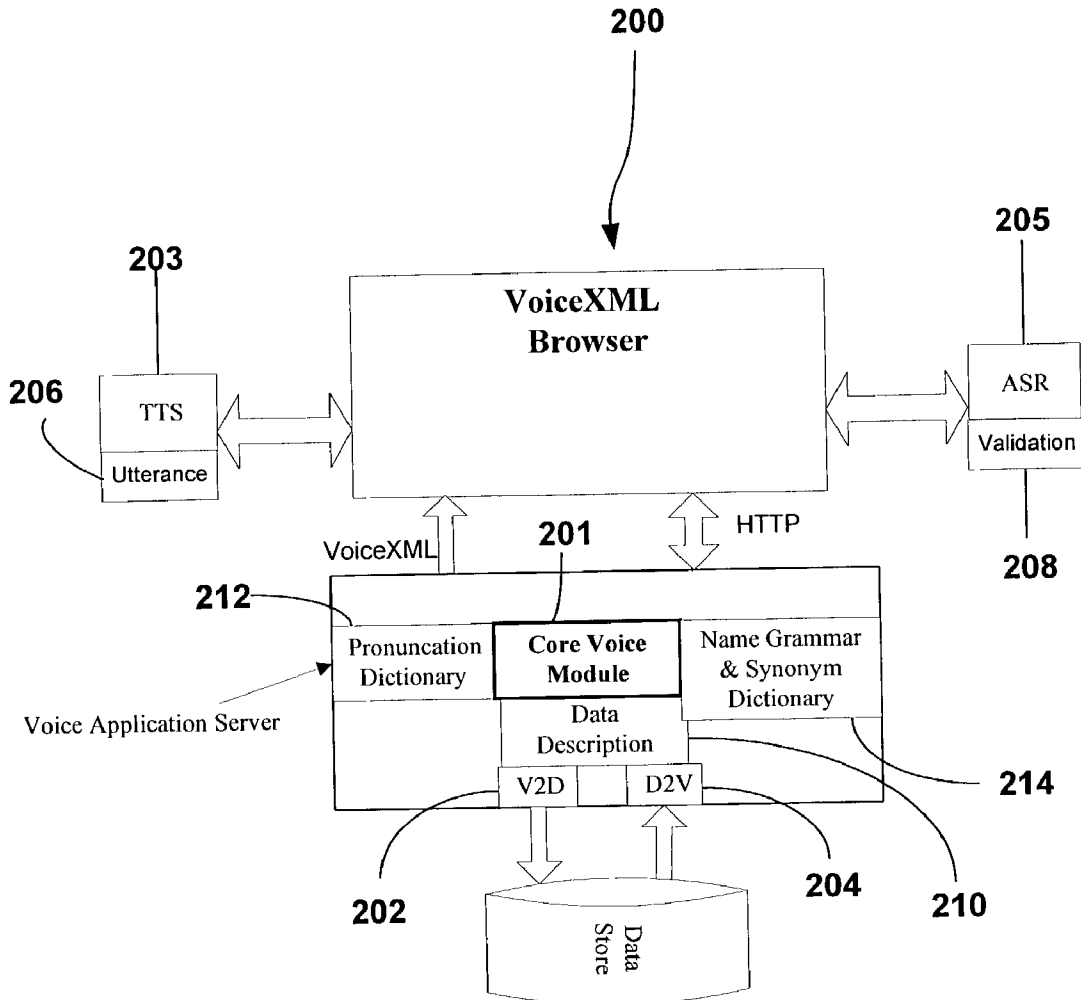 200
203
205
VoiceXML
Browser
206
TTS
ASR
Utterance
Validation
VoiceXML
201
HTTP
208
212
Pronuncation
Dictionary
Core Voice
Module
Name Grammar
& Synonym
Dictionary
Voice Application Server
Data
Description
V2D
D2V
214
202
204
210
Data
Store